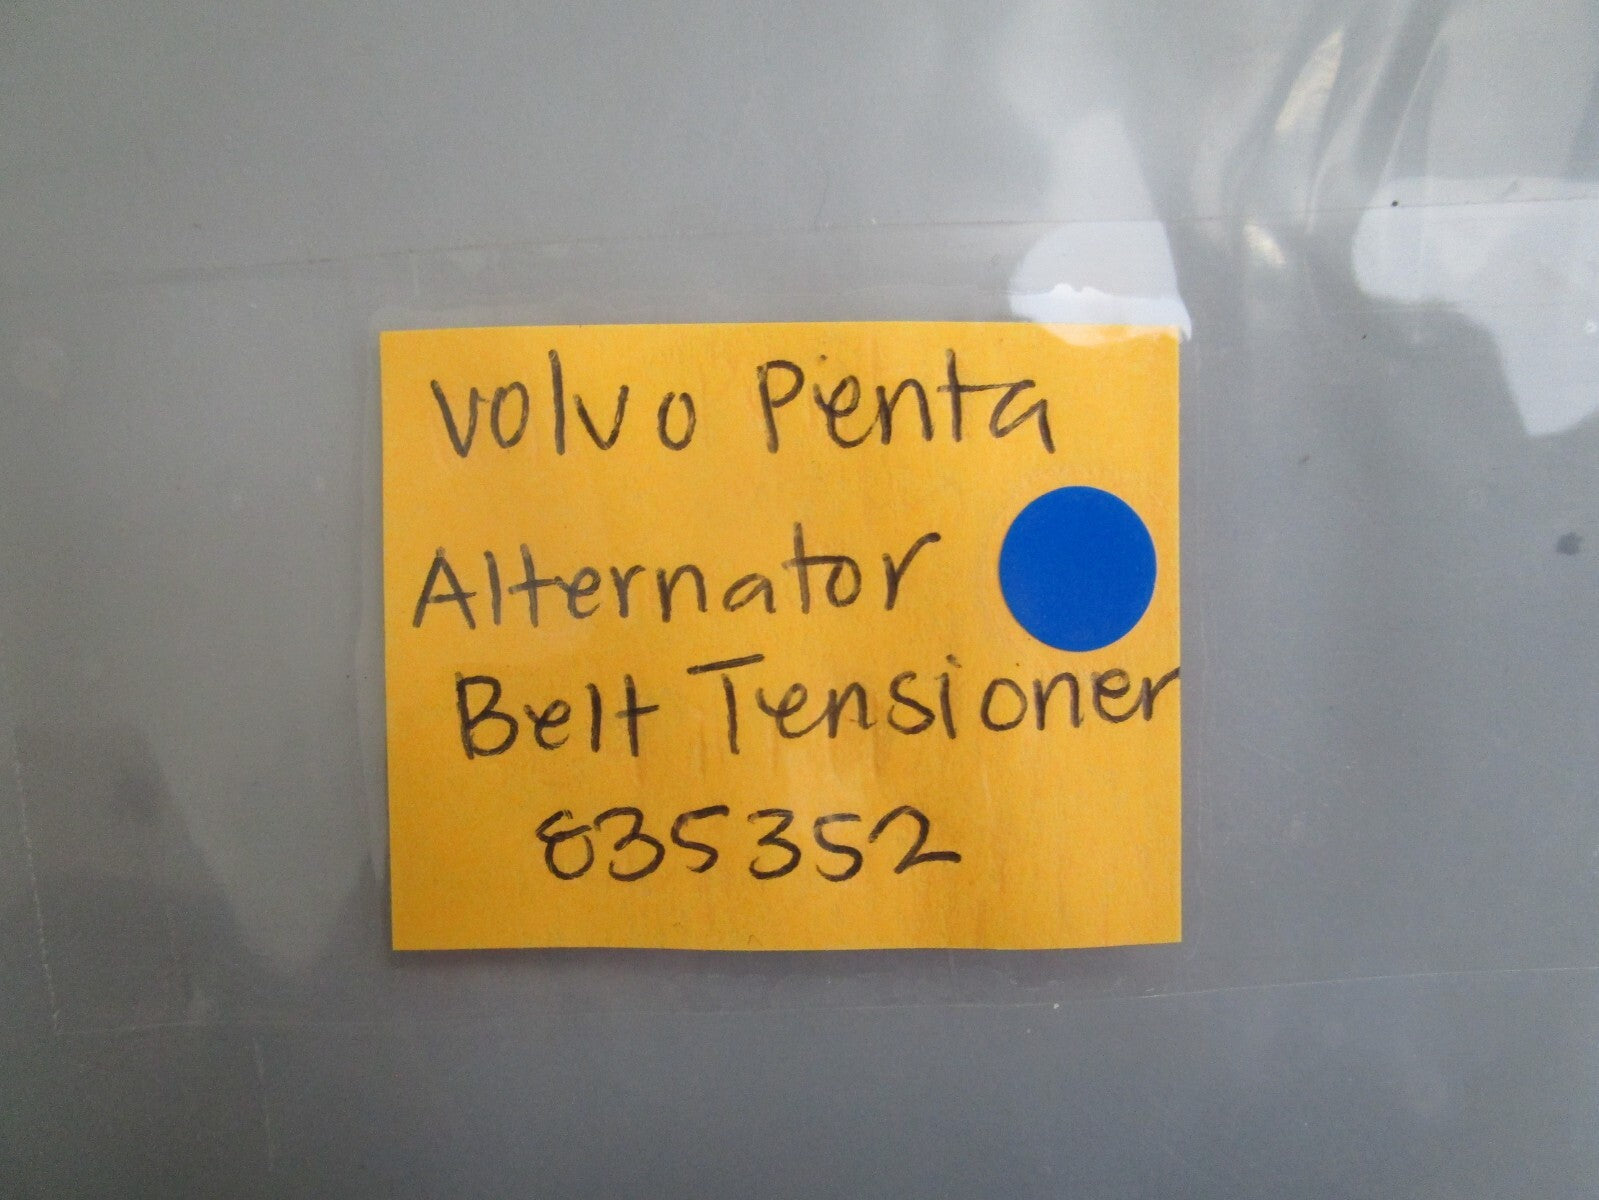 Volvo Penta
Alternator
Belt Tensioner
835352